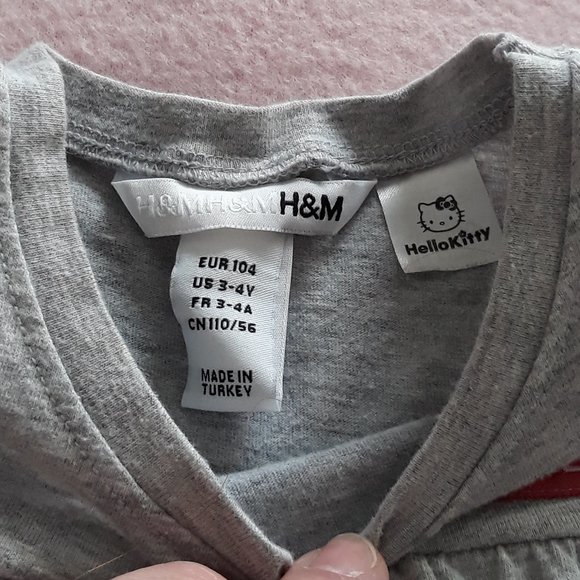 H&M H&M H&M
HelloKitty
EUR 104
US 3-4Y
FR 3-4A
CN110/56
MADE IN
TURKEY